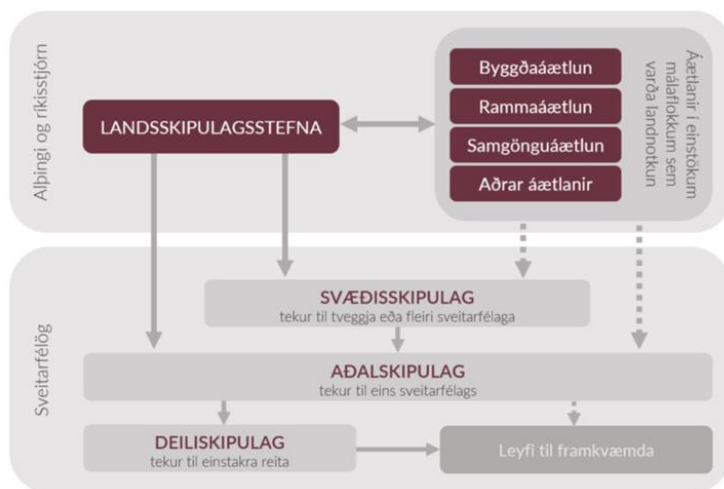 Alþingi og ríkisstjórn
LANDSSKIPULAGSSTEFNA
Byggðaáætlun
Rammaáætlun
Samgönguáætlun
Aðrar áætlanir
Áætlanir í einstökum
málaflokkum sem
varða landnotkun
Sveitarfélög
SVÆÐISSKIPULAG
tekur til tveggja eða fleiri sveitarfélaga
AÐALSKIPULAG
tekur til eins sveitarfélags
DEILISKIPULAG
tekur til einstakra reita
Leyfi til framkvæmda